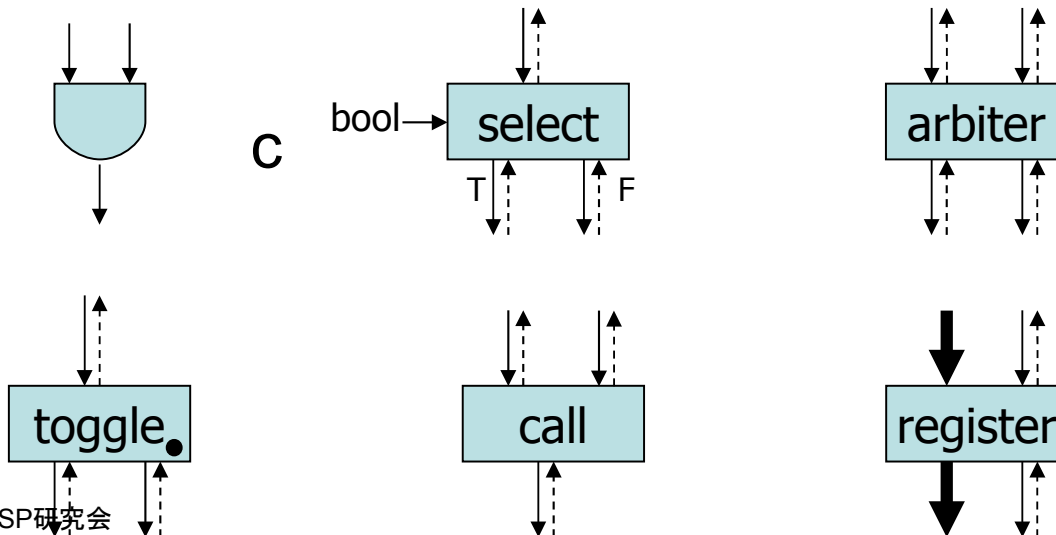 c
bool
select
T
F
arbiter
toggle
call
register
SP研究会